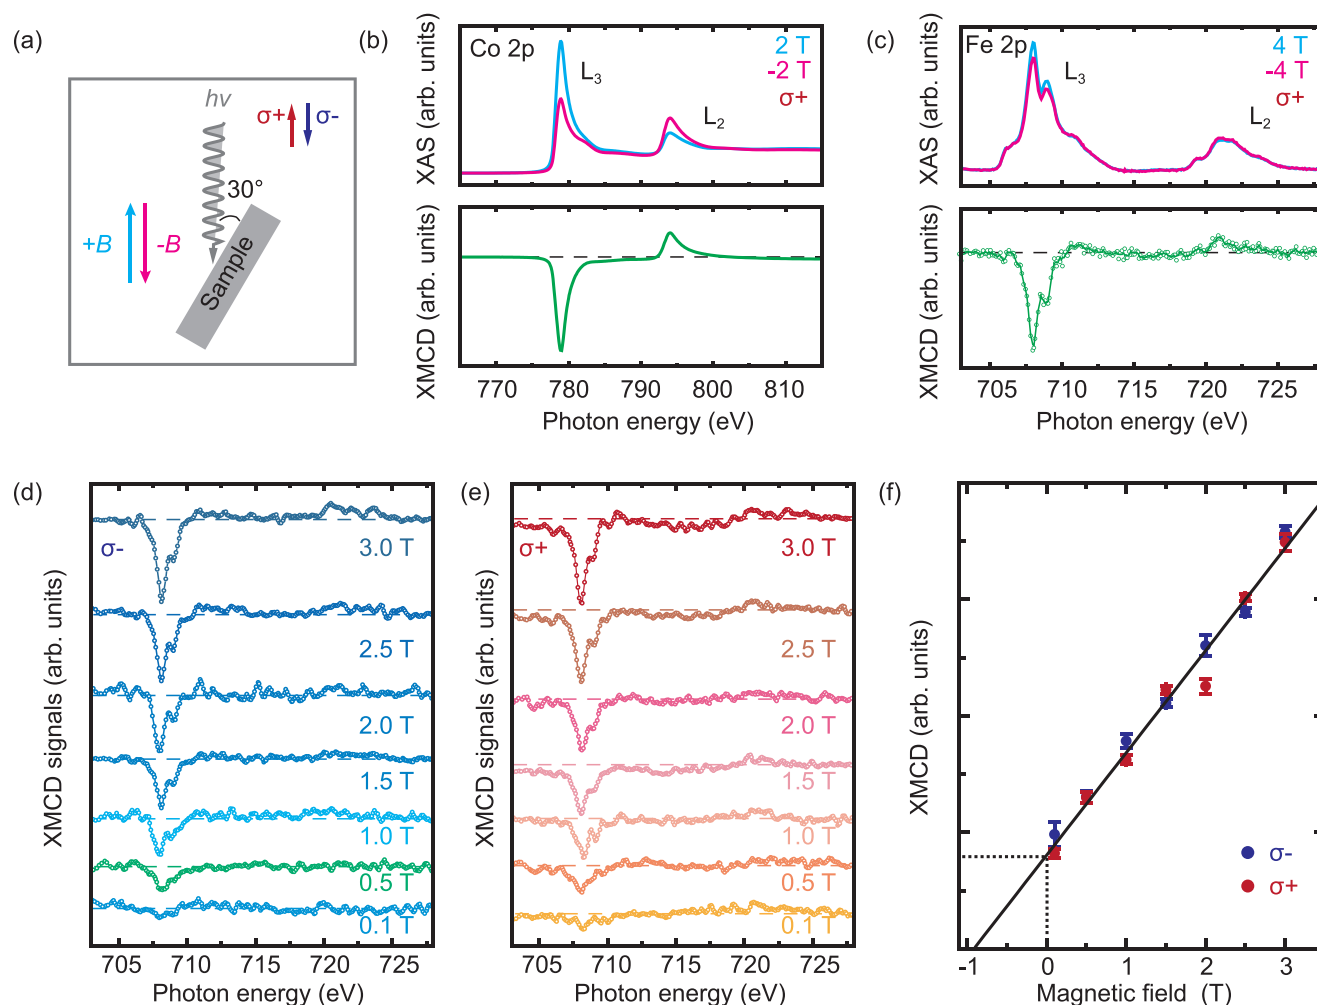 (a)
hν
σ+ σ-
30°
+B -B
Sample
(b)
XAS (arb. units)
Co 2p
2 T
-2 T
σ+
L3
L2
XMCD (arb. units)
770 780 790 800 810
Photon energy (eV)
(c)
XAS (arb. units)
Fe 2p
4 T
-4 T
σ+
L3
L2
XMCD (arb. units)
705 710 715 720 725
Photon energy (eV)
(d)
XMCD signals (arb. units)
σ-
3.0 T
2.5 T
2.0 T
1.5 T
1.0 T
0.5 T
0.1 T
705 710 715 720 725
Photon energy (eV)
(e)
XMCD signals (arb. units)
σ+
3.0 T
2.5 T
2.0 T
1.5 T
1.0 T
0.5 T
0.1 T
705 710 715 720 725
Photon energy (eV)
(f)
XMCD (arb. units)
σ-
σ+
-1 0 1 2 3
Magnetic field (T)